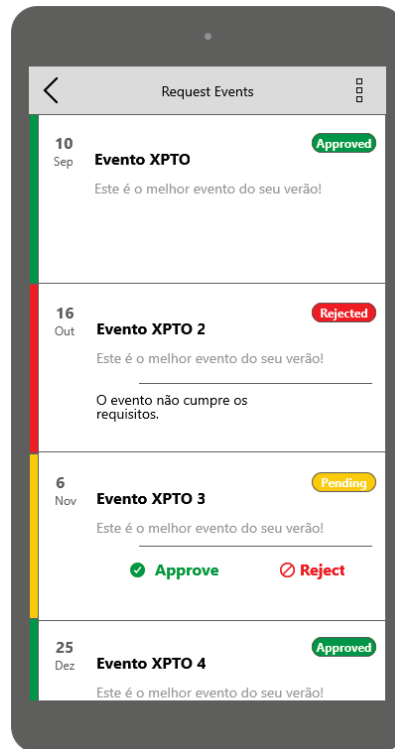 Request Events
10
Approved
Sep
Evento XPTO
Este é o melhor evento do seu verão!
16
Rejected
Out
Evento XPTO 2
Este é o melhor evento do seu verão!
O evento não cumpre os
requisitos.
6
Pending
Nov
Evento XPTO 3
Este é o melhor evento do seu verão!
Approve
Reject
25
Approved
Dez
Evento XPTO 4
Este é o melhor evento do seu verão!